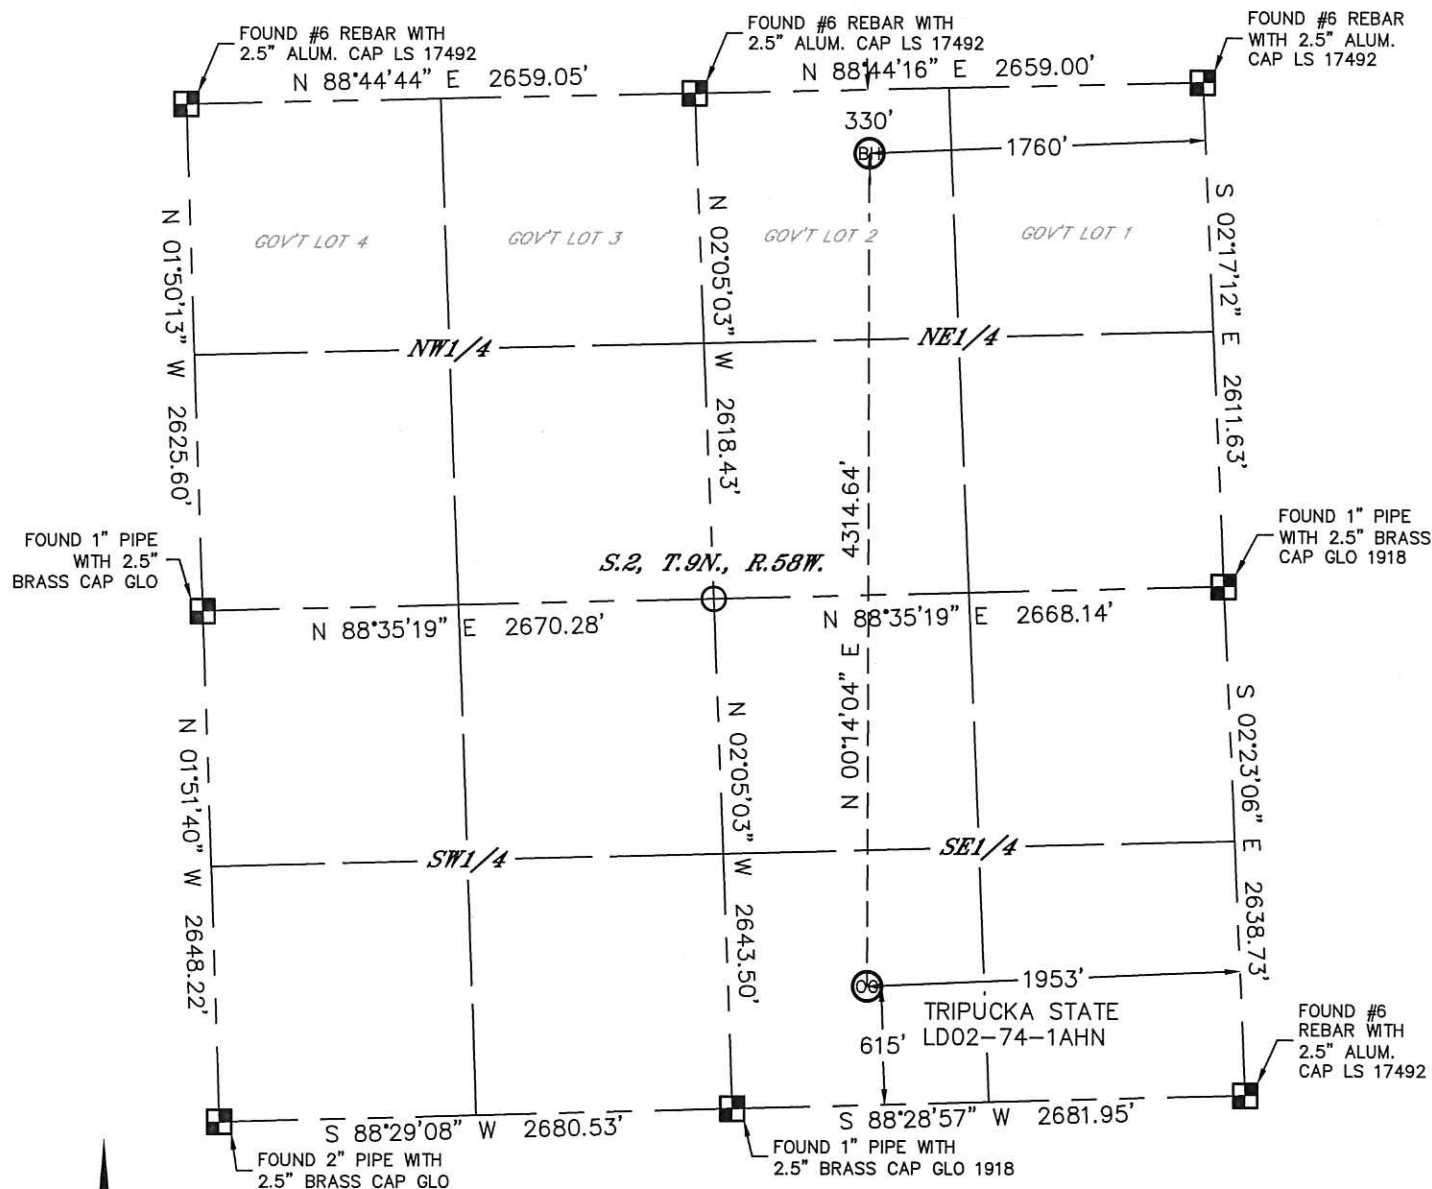 FOUND #6 REBAR WITH
2.5" ALUM. CAP LS 17492
FOUND #6 REBAR WITH
2.5" ALUM. CAP LS 17492
FOUND #6 REBAR
WITH 2.5" ALUM.
CAP LS 17492
N 88°44'44" E 2659.05'
N 88°44'16" E 2659.00'
330'
BH
1760'
N 01°50'13" W 2625.60'
GOV'T LOT 4
GOV'T LOT 3
N 02°05'03" W 2618.43'
GOV'T LOT 2
GOV'T LOT 1
S 02°17'12" E 2611.63'
NW1/4
NE1/4
4314.64'
FOUND 1" PIPE
WITH 2.5"
BRASS CAP GLO
S.2, T.9N., R.58W.
FOUND 1" PIPE
WITH 2.5" BRASS
CAP GLO 1918
N 88°35'19" E 2670.28'
N 88°35'19" E 2668.14'
N 00°14'04" E
N 01°51'40" W 2648.22'
N 02°05'03" W 2643.50'
S 02°23'06" E 2638.73'
SW1/4
SE1/4
OG
1953'
TRIPUCKA STATE
LD02-74-1AHN
615'
FOUND #6
REBAR WITH
2.5" ALUM.
CAP LS 17492
S 88°29'08" W 2680.53'
S 88°28'57" W 2681.95'
FOUND 2" PIPE WITH
2.5" BRASS CAP GLO
FOUND 1" PIPE WITH
2.5" BRASS CAP GLO 1918